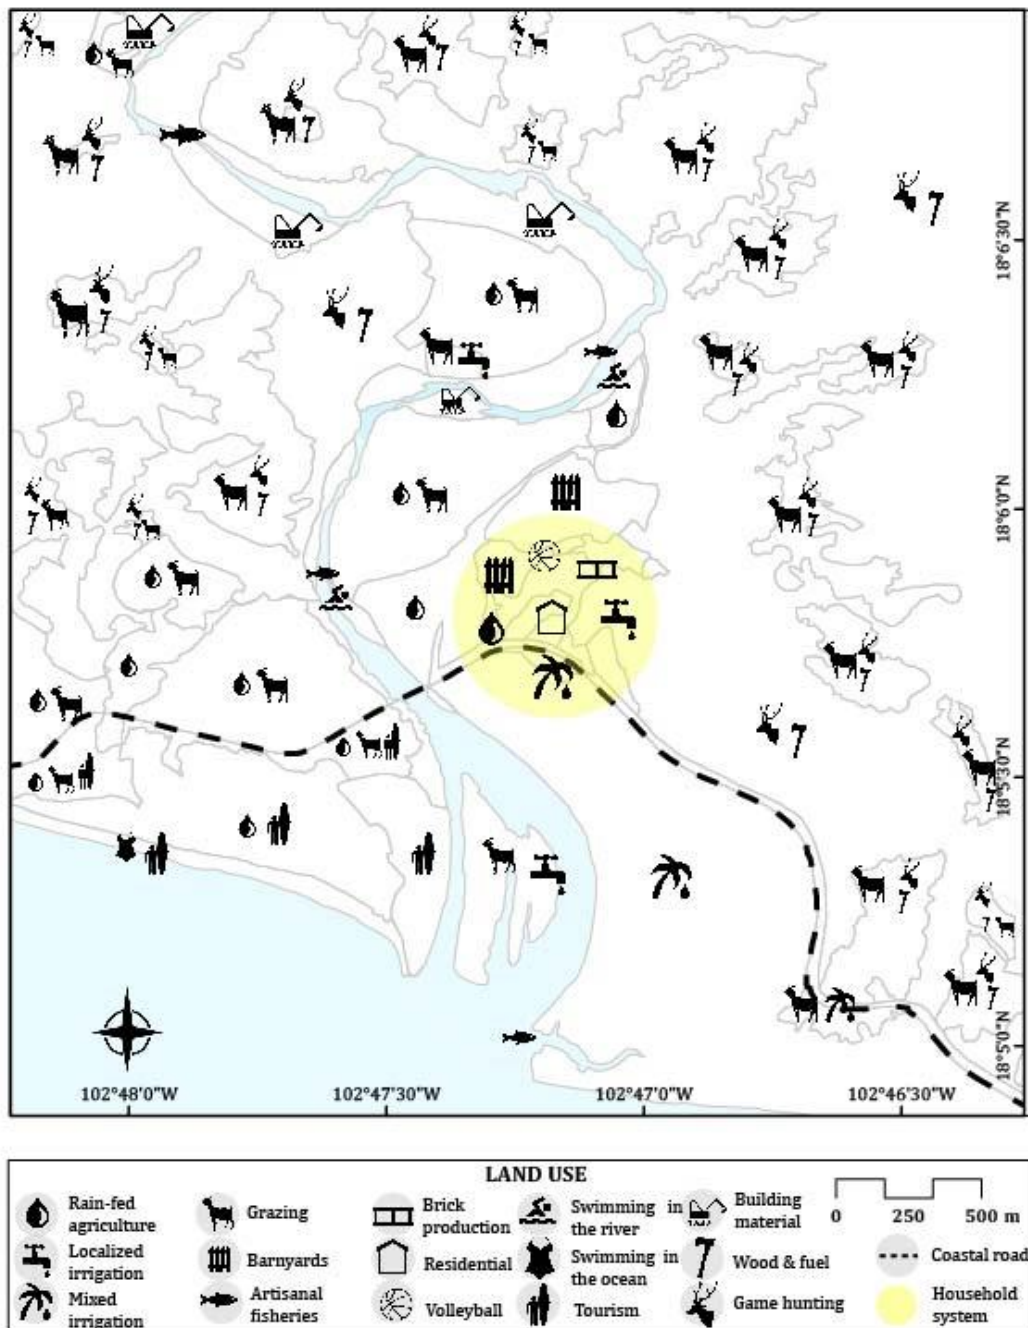 18°6'30"N
18°6'0"N
18°5'30"N
18°5'0"N
102°48'0"W 102°47'30"W 102°47'0"W 102°46'30"W
LAND USE
Rain-fed agriculture
Grazing
Brick production
Swimming in the river
Building material
0 250 500 m
Localized irrigation
Barnyards
Residential
Swimming in the ocean
Wood & fuel
Coastal road
Mixed irrigation
Artisanal fisheries
Volleyball
Tourism
Game hunting
Household system